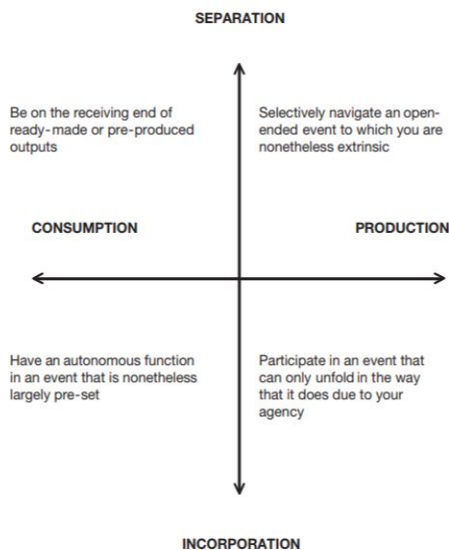 SEPARATION
Be on the receiving end of
ready-made or pre-produced
outputs
Selectively navigate an open-
ended event to which you are
nonetheless extrinsic
CONSUMPTION
PRODUCTION
Have an autonomous function
in an event that is nonetheless
largely pre-set
Participate in an event that
can only unfold in the way
that it does due to your
agency
INCORPORATION